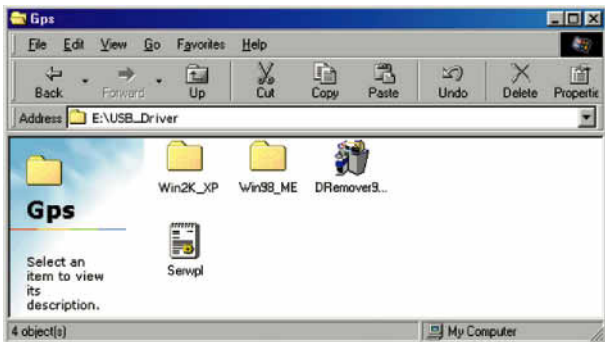 Gps
File Edit View Go Favorites Help
Back Forward Up Cut Copy Paste Undo Delete Propertie
Address E:\USB_Driver
Win2K_XP Win98_ME DRemover9...
Gps
Select an
item to view
its
description.
Serwpl
4 object(s) My Computer